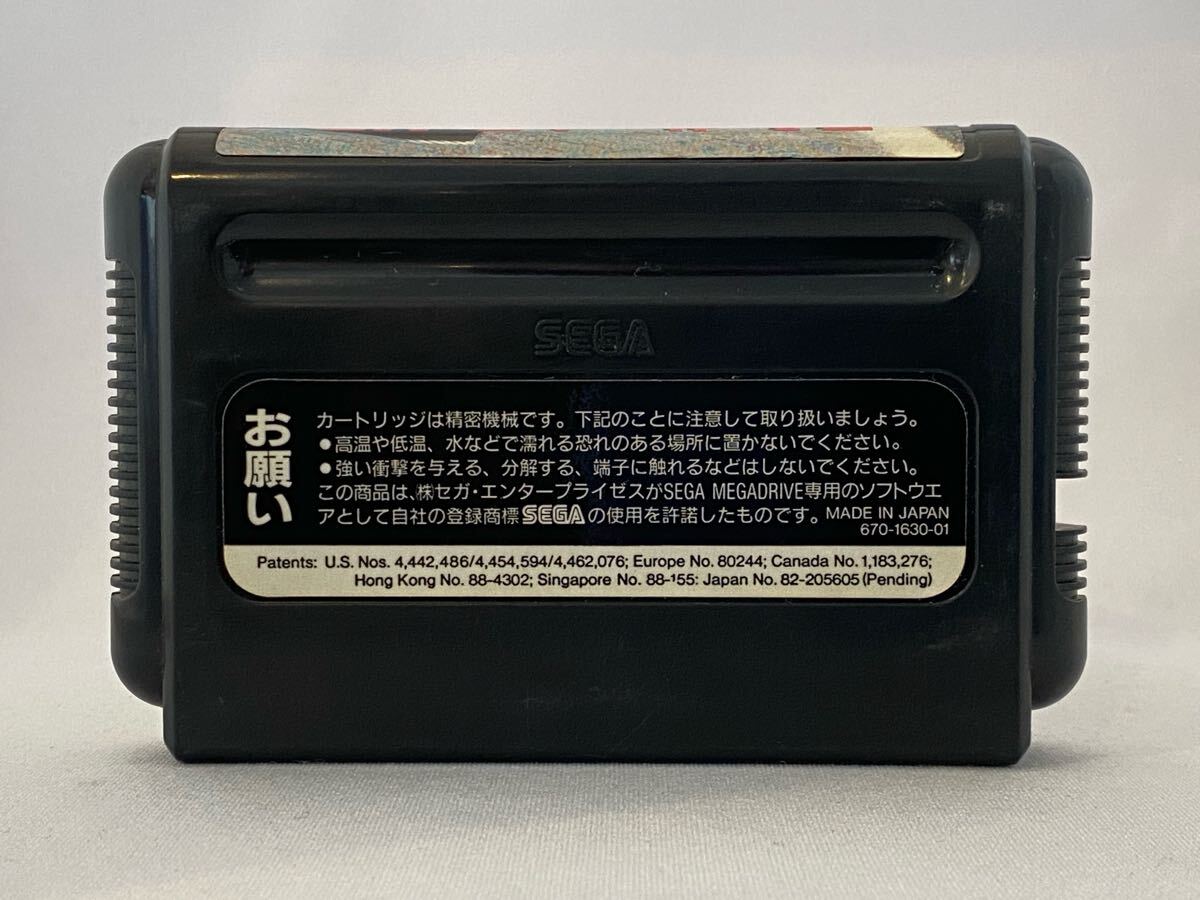 SEGA
お願い
カートリッジは精密機械です。下記のことに注意して取り扱いましょう。
●高温や低温、水などで濡れる恐れのある場所に置かないでください。
●強い衝撃を与える、分解する、端子に触れるなどはしないでください。
この商品は、㈱セガ・エンタープライゼスがSEGA MEGADRIVE専用のソフトウエ
アとして自社の登録商標SEGAの使用を許諾したものです。MADE IN JAPAN
670-1630-01
Patents: U.S. Nos. 4,442,486/4,454,594/4,462,076; Europe No. 80244; Canada No. 1,183,276;
Hong Kong No. 88-4302; Singapore No. 88-155: Japan No. 82-205605 (Pending)